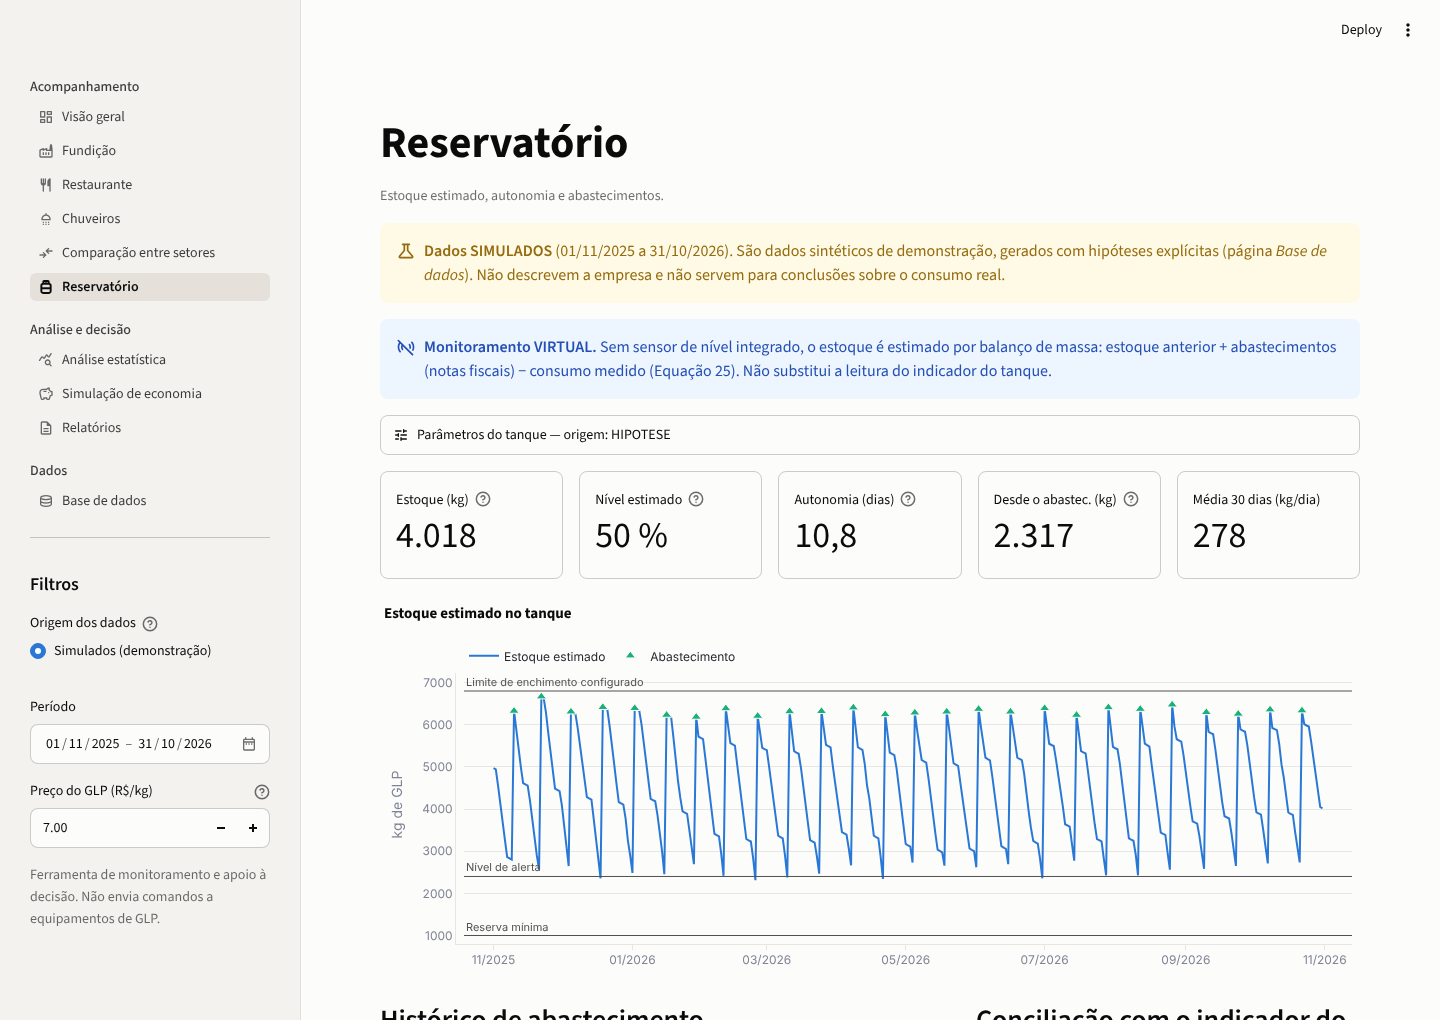 Deploy
Acompanhamento
Visão geral
Fundição
Restaurante
Chuveiros
Comparação entre setores
Reservatório
Análise e decisão
Análise estatística
Simulação de economia
Relatórios
Dados
Base de dados
Filtros
Origem dos dados
Simulados (demonstração)
Período
01 / 11 / 2025 – 31 / 10 / 2026
Preço do GLP (R$/kg)
7.00
Ferramenta de monitoramento e apoio à
decisão. Não envia comandos a
equipamentos de GLP.
Reservatório
Estoque estimado, autonomia e abastecimentos.
Dados SIMULADOS (01/11/2025 a 31/10/2026). São dados sintéticos de demonstração, gerados com hipóteses explícitas (página Base de
dados). Não descrevem a empresa e não servem para conclusões sobre o consumo real.
Monitoramento VIRTUAL. Sem sensor de nível integrado, o estoque é estimado por balanço de massa: estoque anterior + abastecimentos
(notas fiscais) − consumo medido (Equação 25). Não substitui a leitura do indicador do tanque.
Parâmetros do tanque — origem: HIPOTESE
Estoque (kg)
4.018
Nível estimado
50 %
Autonomia (dias)
10,8
Desde o abastec. (kg)
2.317
Média 30 dias (kg/dia)
278
Estoque estimado no tanque
Estoque estimado
Abastecimento
kg de GLP
7000
6000
5000
4000
3000
2000
1000
Limite de enchimento configurado
Nível de alerta
Reserva mínima
11/2025
01/2026
03/2026
05/2026
07/2026
09/2026
11/2026
Histórico de abastecimento
Conciliação com o indicador do